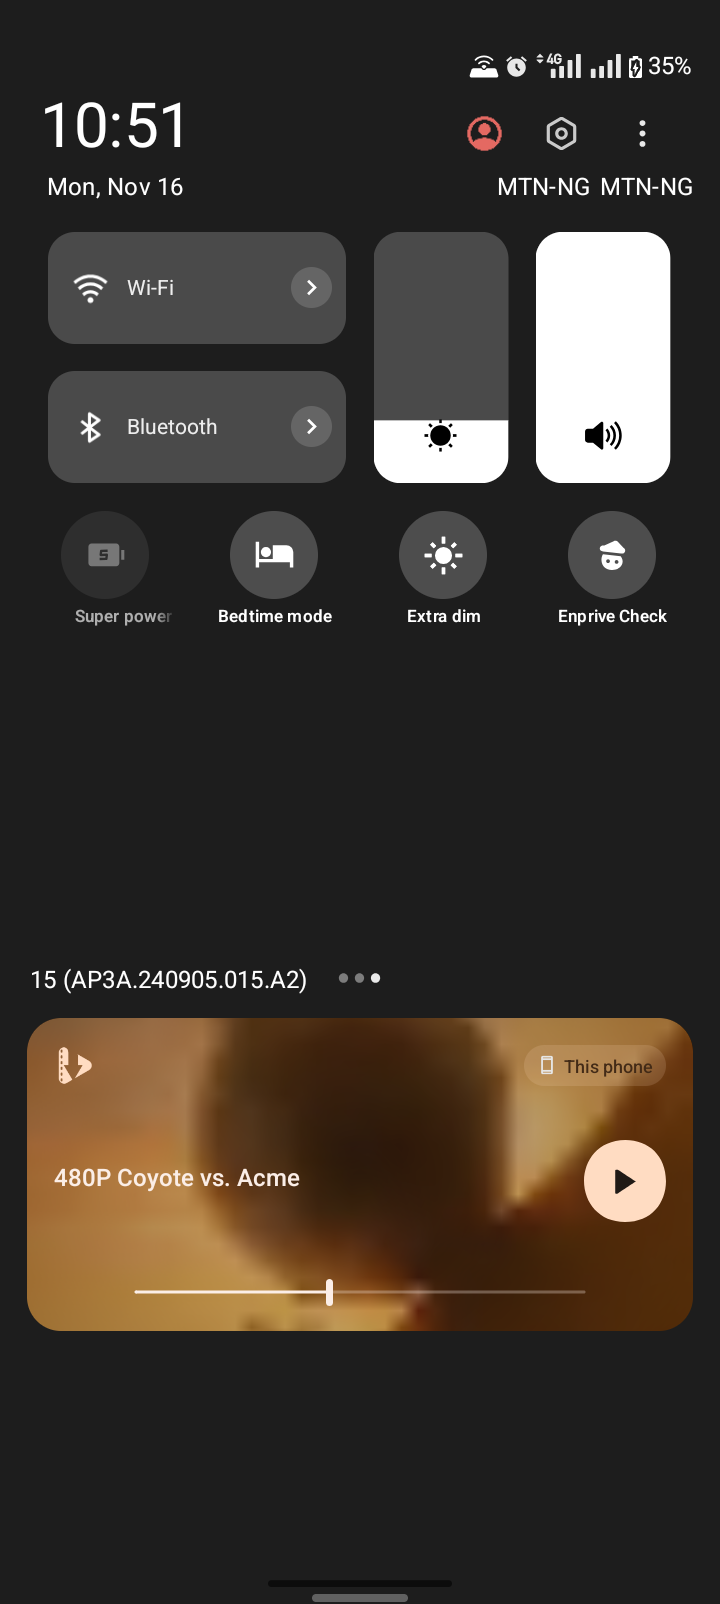 4G 35%
10:51
Mon, Nov 16
MTN-NG MTN-NG
Wi-Fi
Bluetooth
Super power
Bedtime mode
Extra dim
Enprive Check
15 (AP3A.240905.015.A2)
This phone
480P Coyote vs. Acme